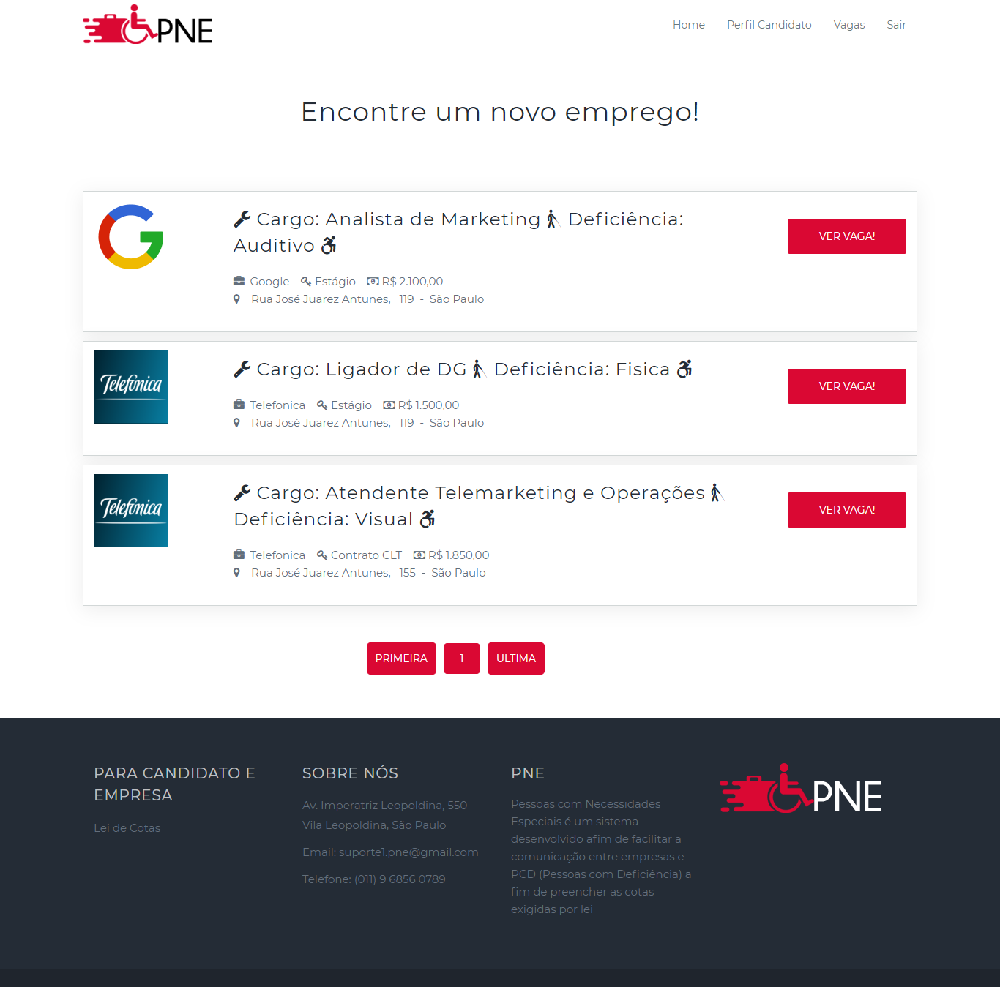 PNE
Home Perfil Candidato Vagas Sair
Encontre um novo emprego!
Cargo: Analista de Marketing Deficiência:
Auditivo
VER VAGA!
Google Estágio R$ 2.100,00
Rua José Juarez Antunes, 119 - São Paulo
Telefonica
Cargo: Ligador de DG Deficiência: Fisica
VER VAGA!
Telefonica Estágio R$ 1.500,00
Rua José Juarez Antunes, 119 - São Paulo
Telefonica
Cargo: Atendente Telemarketing e Operações
Deficiência: Visual
VER VAGA!
Telefonica Contrato CLT R$ 1.850,00
Rua José Juarez Antunes, 155 - São Paulo
PRIMEIRA 1 ULTIMA
PARA CANDIDATO E
EMPRESA
Lei de Cotas
SOBRE NÓS
Av. Imperatriz Leopoldina, 550 -
Vila Leopoldina, São Paulo
Email: suporte1.pne@gmail.com
Telefone: (011) 9 6856 0789
PNE
Pessoas com Necessidades
Especiais é um sistema
desenvolvido afim de facilitar a
comunicação entre empresas e
PCD (Pessoas com Deficiência) a
fim de preencher as cotas
exigidas por lei
PNE